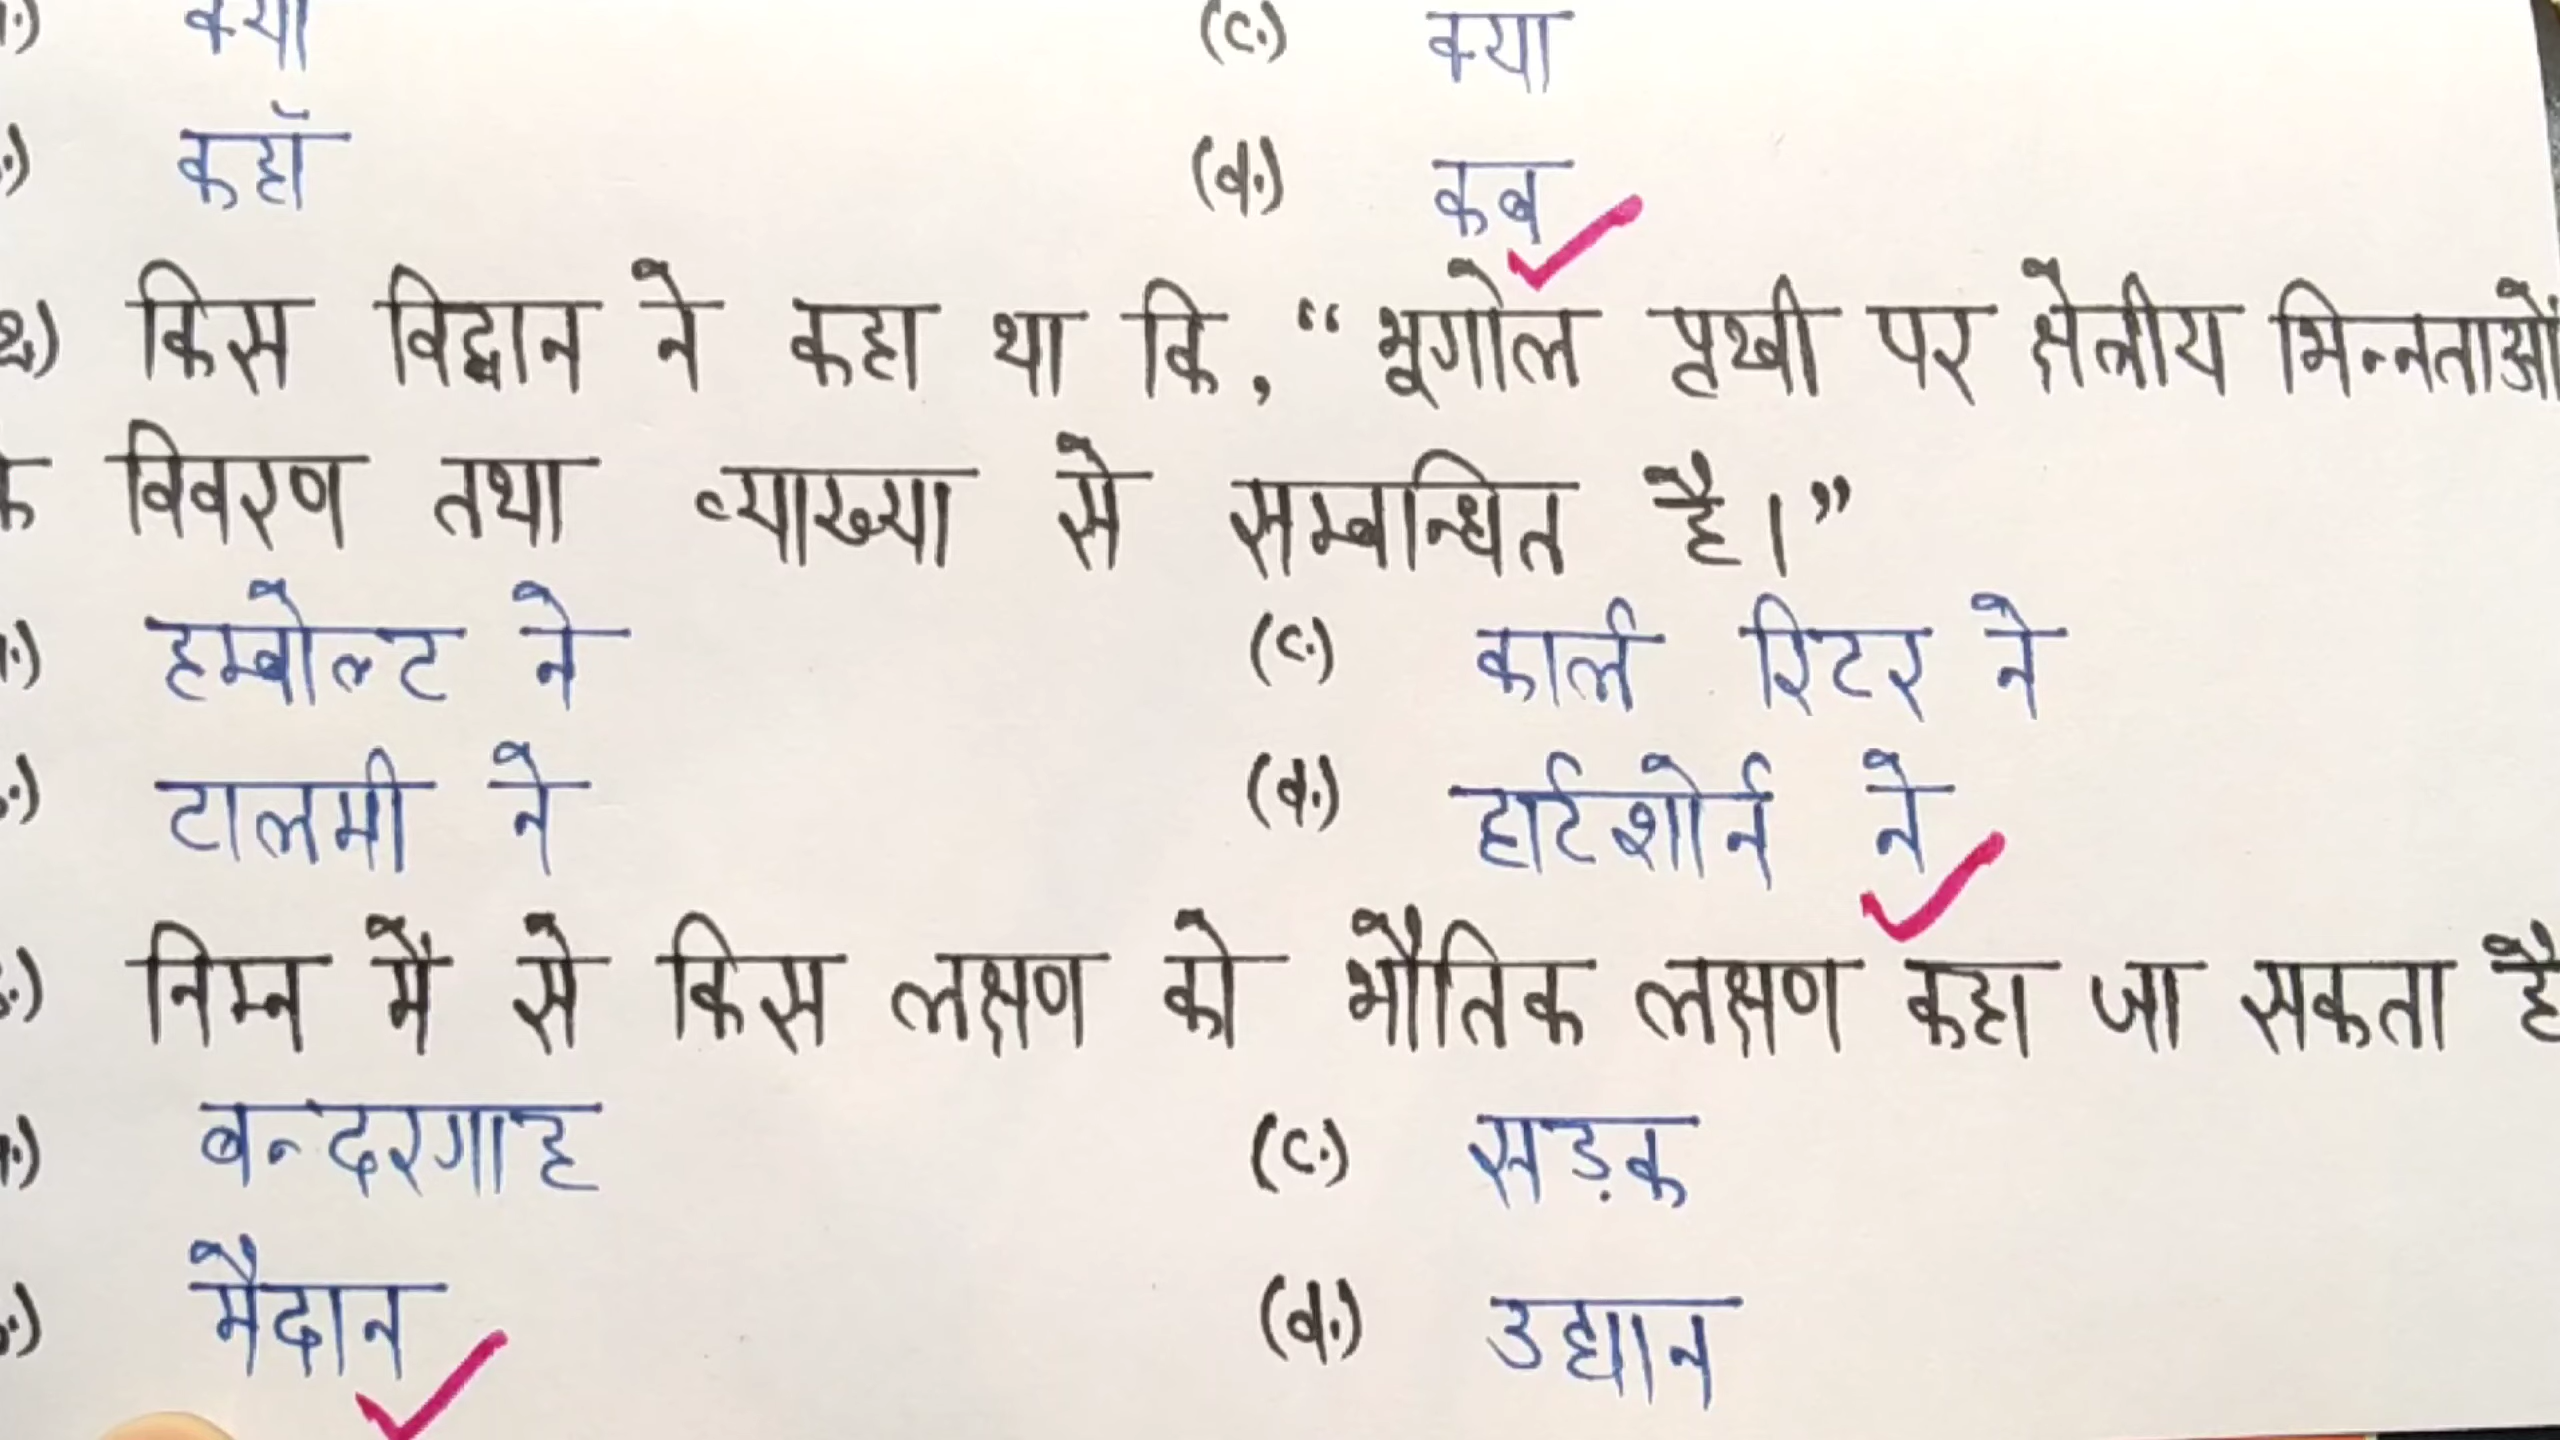 (c.) क्या
कहाँ (d.) कब
किस विद्वान ने कहा था कि, “भूगोल पृथ्वी पर क्षेत्रीय भिन्नताओं
के विवरण तथा व्याख्या से सम्बन्धित है।”
हम्बोल्ट ने (c.) कार्ल रिटर ने
टालमी ने (d.) हार्टशोर्न ने
निम्न में से किस लक्षण को भौतिक लक्षण कहा जा सकता है
बन्दरगाह (c.) सड़क
मैदान (d.) उद्यान